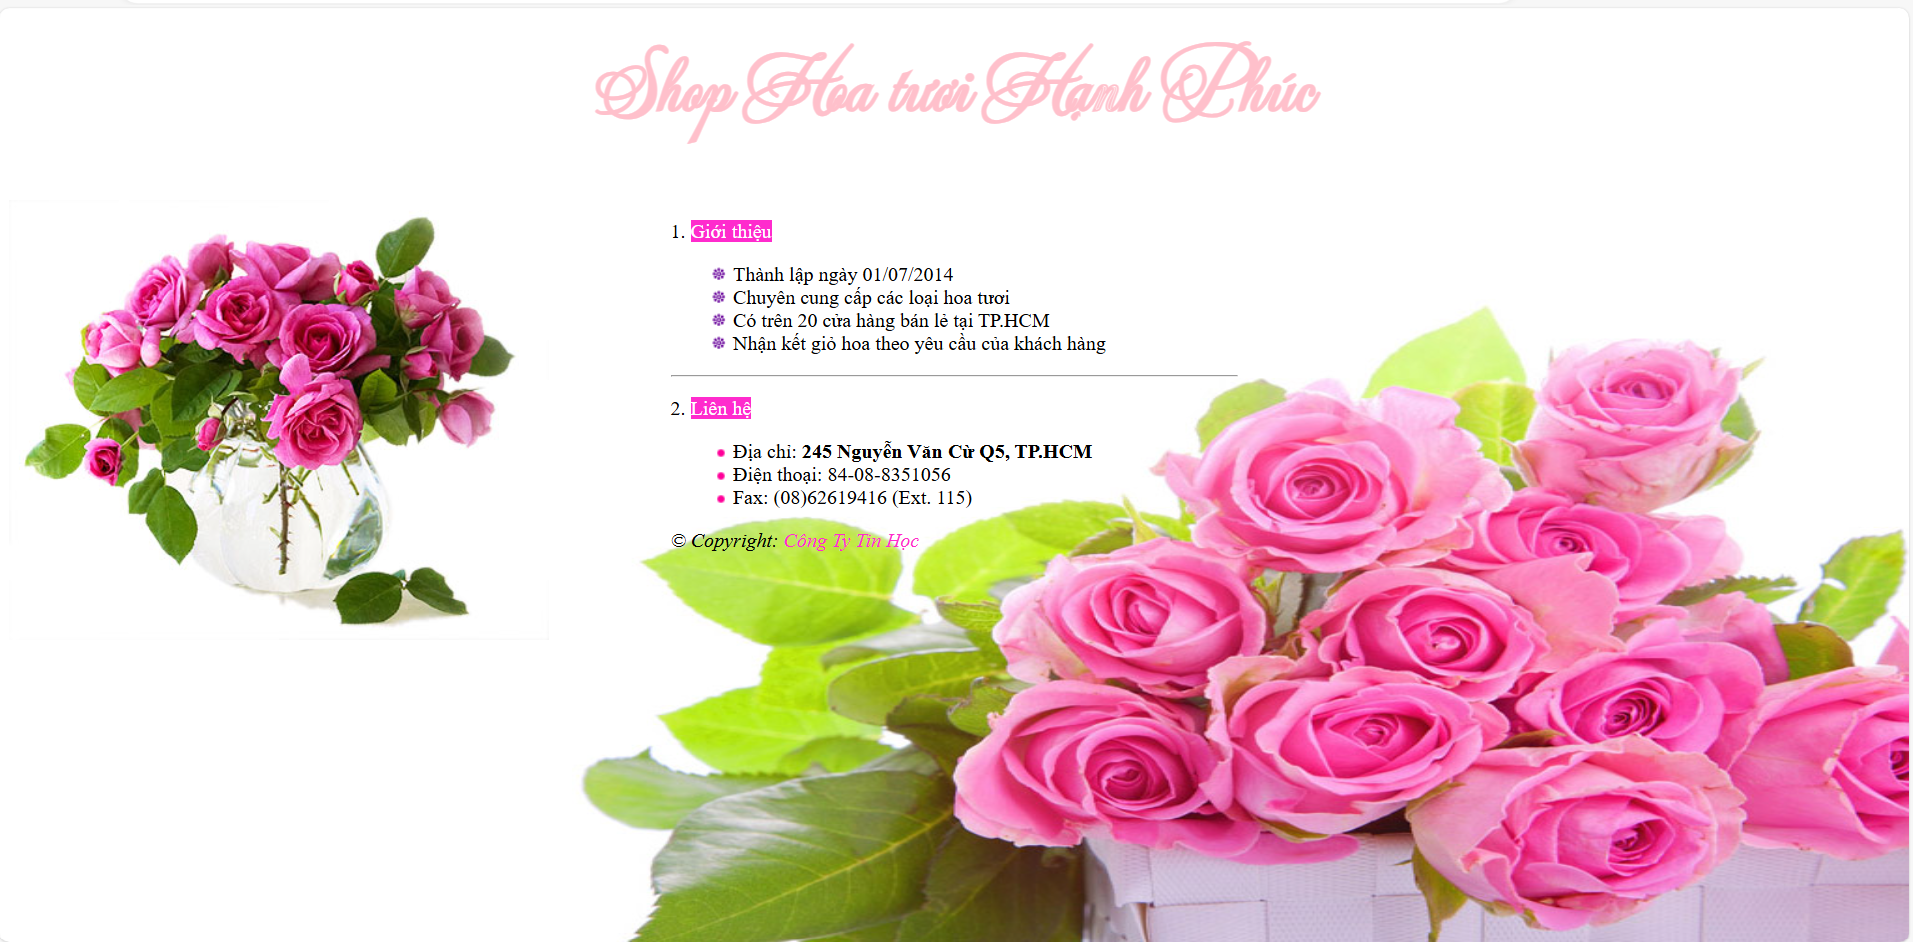 Shop Hoa tươi Hạnh Phúc
1. Giới thiệu
Thành lập ngày 01/07/2014
Chuyên cung cấp các loại hoa tươi
Có trên 20 cửa hàng bán lẻ tại TP.HCM
Nhận kết giỏ hoa theo yêu cầu của khách hàng
2. Liên hệ
Địa chỉ: 245 Nguyễn Văn Cừ Q5, TP.HCM
Điện thoại: 84-08-8351056
Fax: (08)62619416 (Ext. 115)
© Copyright: Công Ty Tin Học